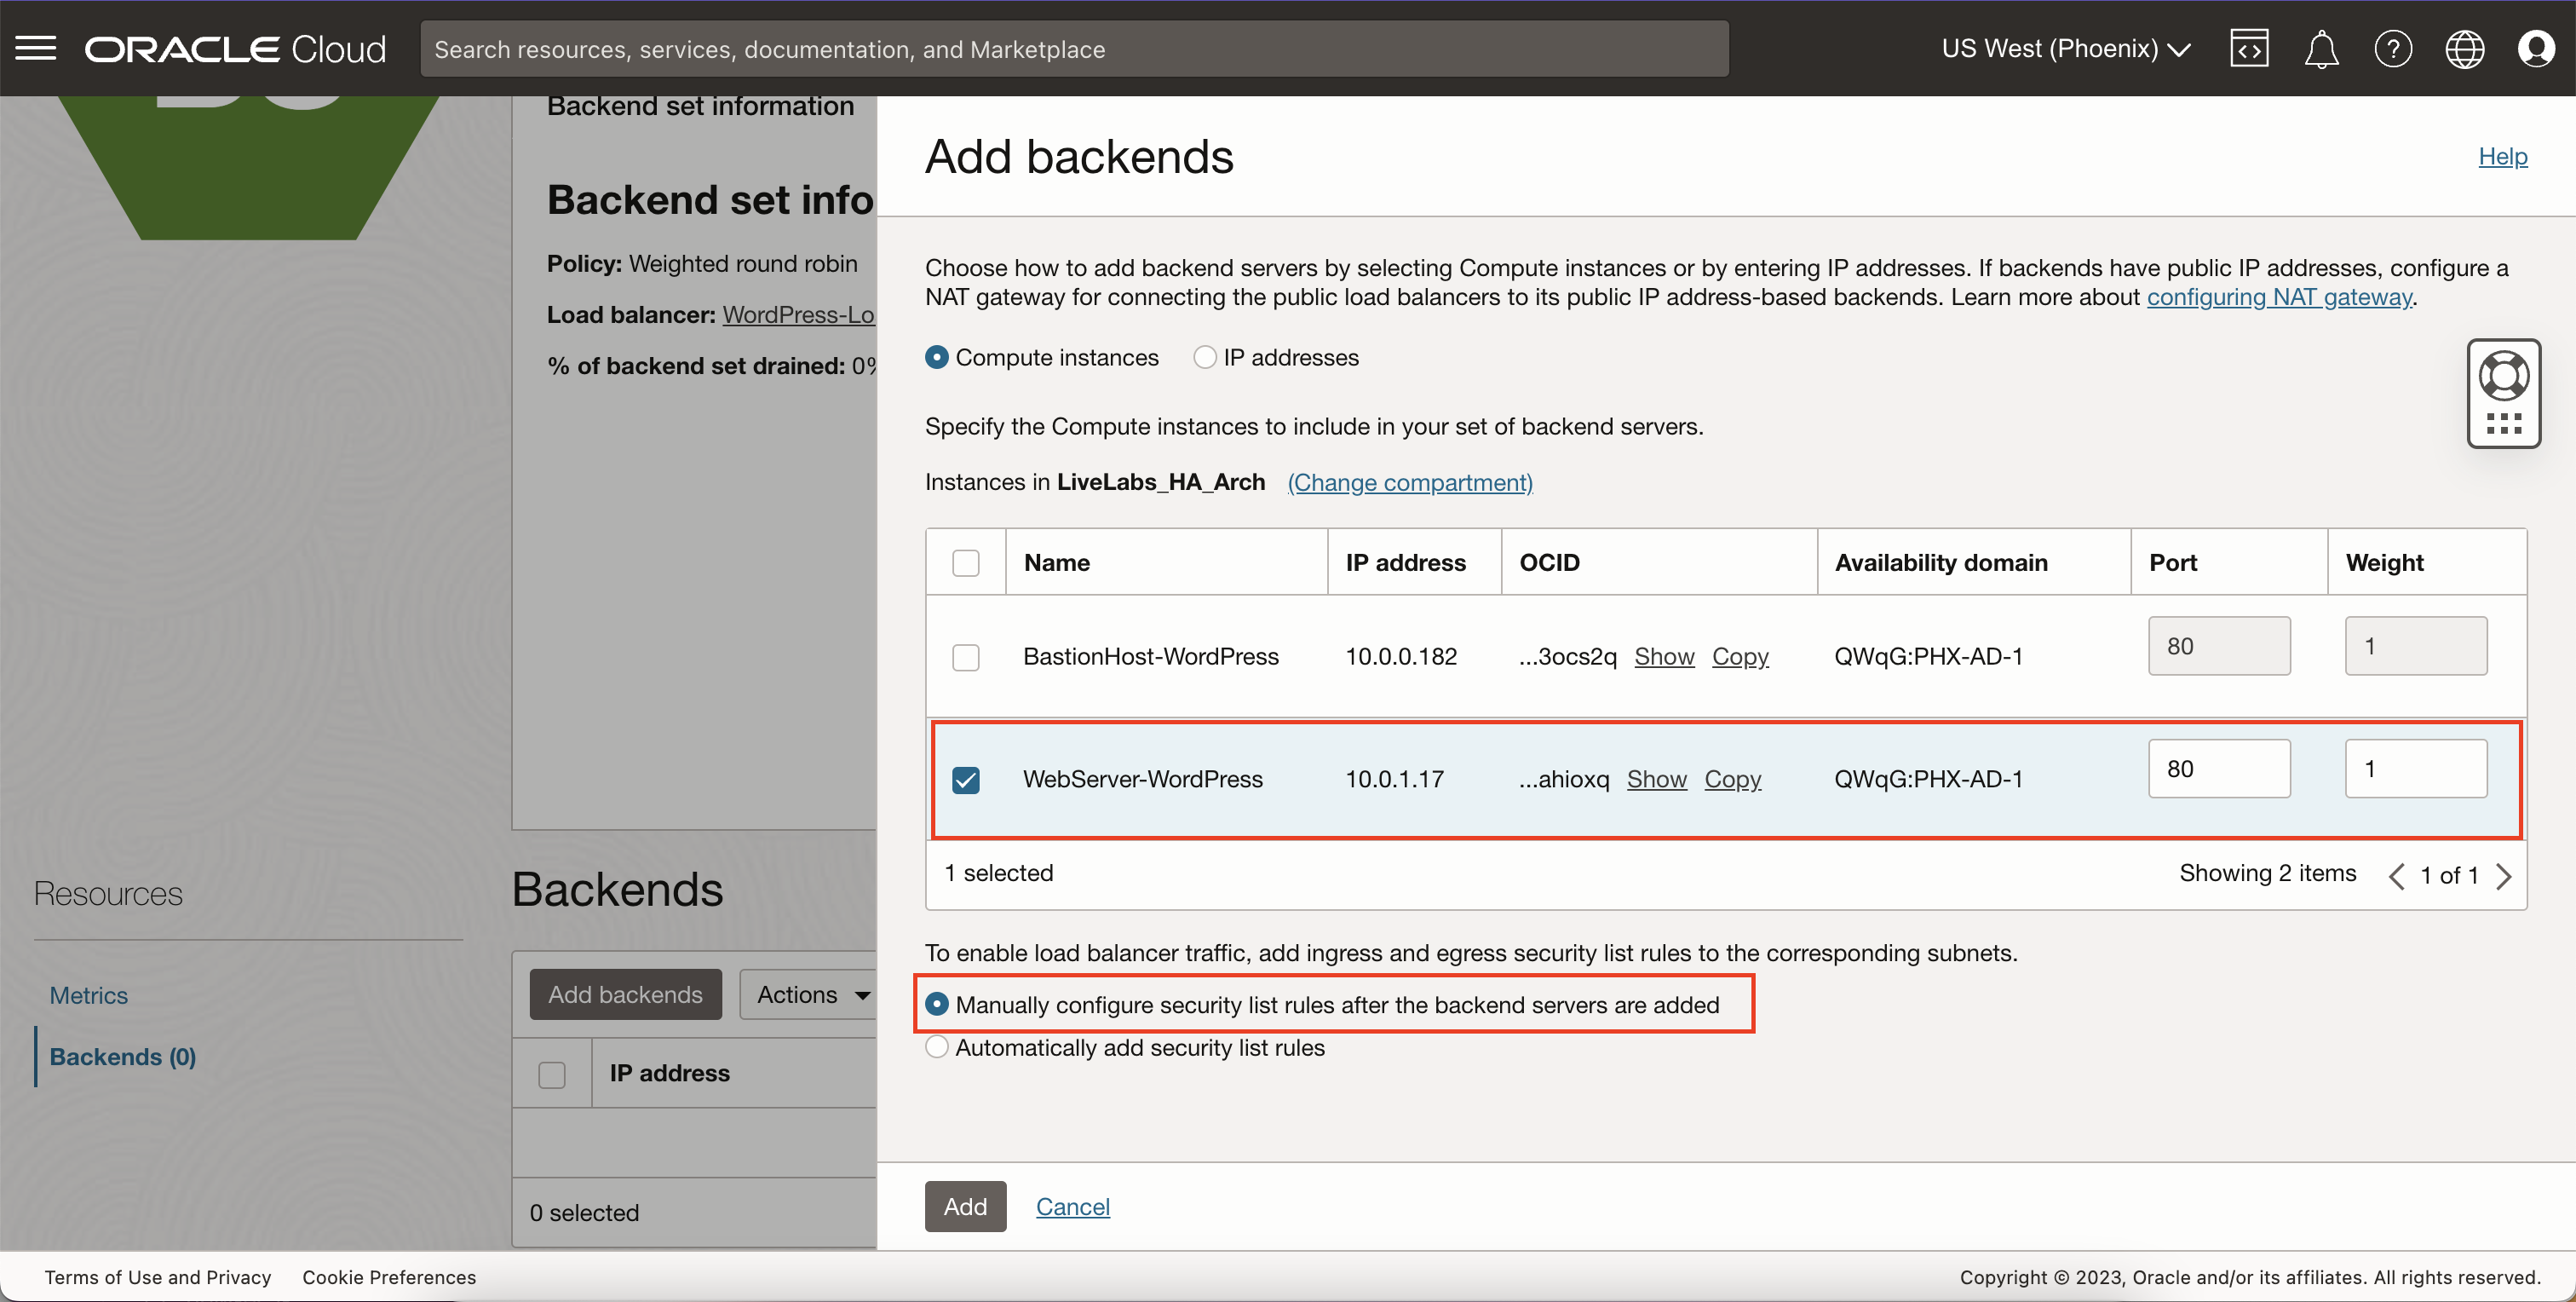 ORACLE Cloud
Search resources, services, documentation, and Marketplace
US West (Phoenix)
Backend set information
Backend set info
Policy: Weighted round robin
Load balancer: WordPress-Lo
% of backend set drained: 0%
Resources
Metrics
Backends (0)
Backends
Add backends
Actions
IP address
0 selected
Add backends
Help
Choose how to add backend servers by selecting Compute instances or by entering IP addresses. If backends have public IP addresses, configure a
NAT gateway for connecting the public load balancers to its public IP address-based backends. Learn more about configuring NAT gateway.
Compute instances IP addresses
Specify the Compute instances to include in your set of backend servers.
Instances in LiveLabs_HA_Arch (Change compartment)
Name IP address OCID Availability domain Port Weight
BastionHost-WordPress 10.0.0.182 ...3ocs2q Show Copy QWqG:PHX-AD-1 80 1
WebServer-WordPress 10.0.1.17 ...ahioxq Show Copy QWqG:PHX-AD-1 80 1
1 selected Showing 2 items 1 of 1
To enable load balancer traffic, add ingress and egress security list rules to the corresponding subnets.
Manually configure security list rules after the backend servers are added
Automatically add security list rules
Add Cancel
Terms of Use and Privacy Cookie Preferences
Copyright © 2023, Oracle and/or its affiliates. All rights reserved.